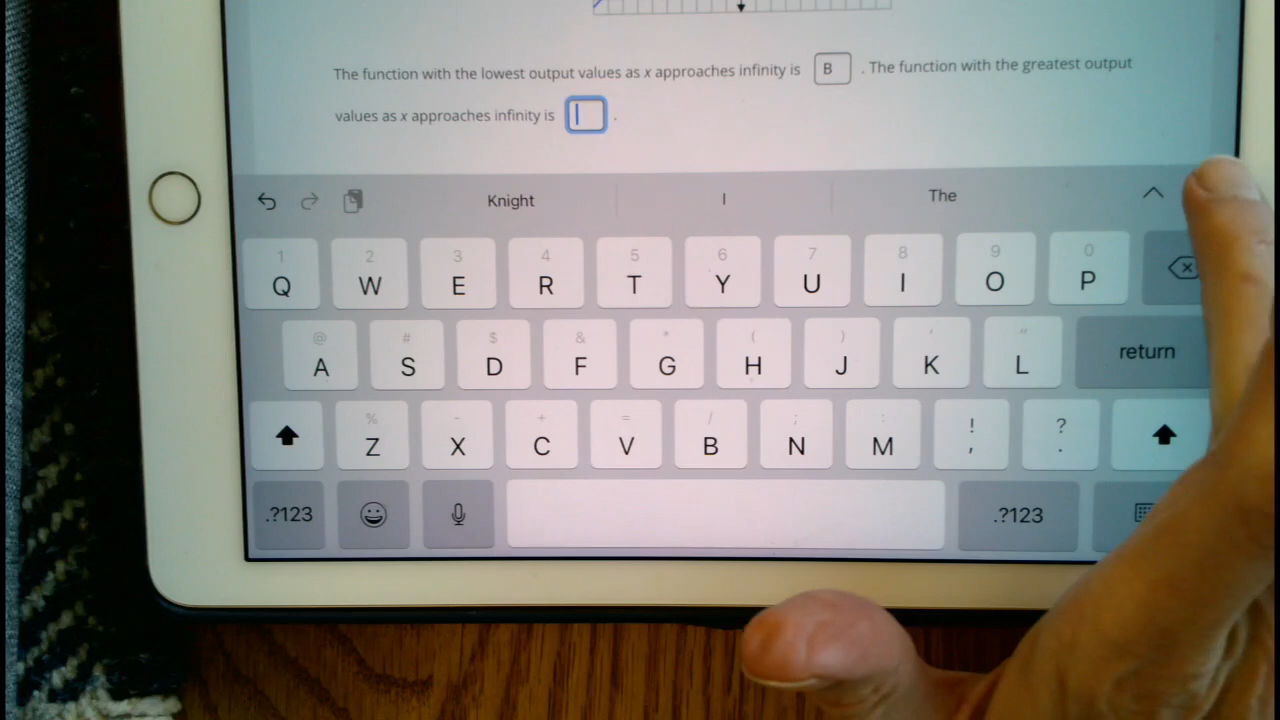 The function with the lowest output values as x approaches infinity is B . The function with the greatest output
values as x approaches infinity is .
Knight I The
1 2 3 4 5 6 7 8 9 0
Q W E R T Y U I O P
@ # $ & * ( ) ' "
A S D F G H J K L return
% - + = / ; : ! ?
Z X C V B N M , .
.?123 .?123